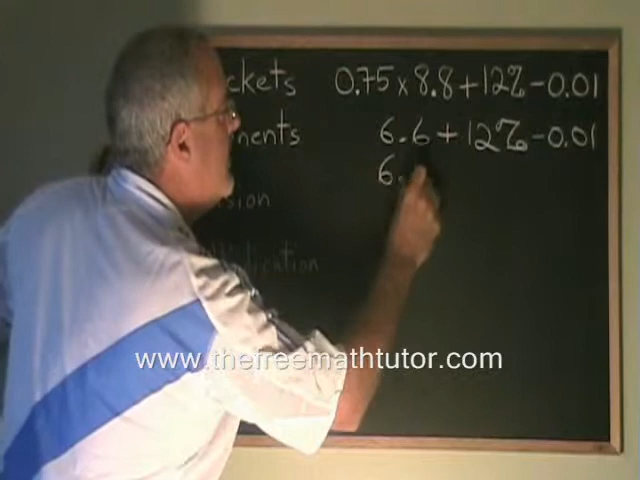 ckets 0.75 x 8.8 + 12% - 0.01
nents 6.6 + 12% - 0.01
6.
sion
lication
www.thefreemathtutor.com